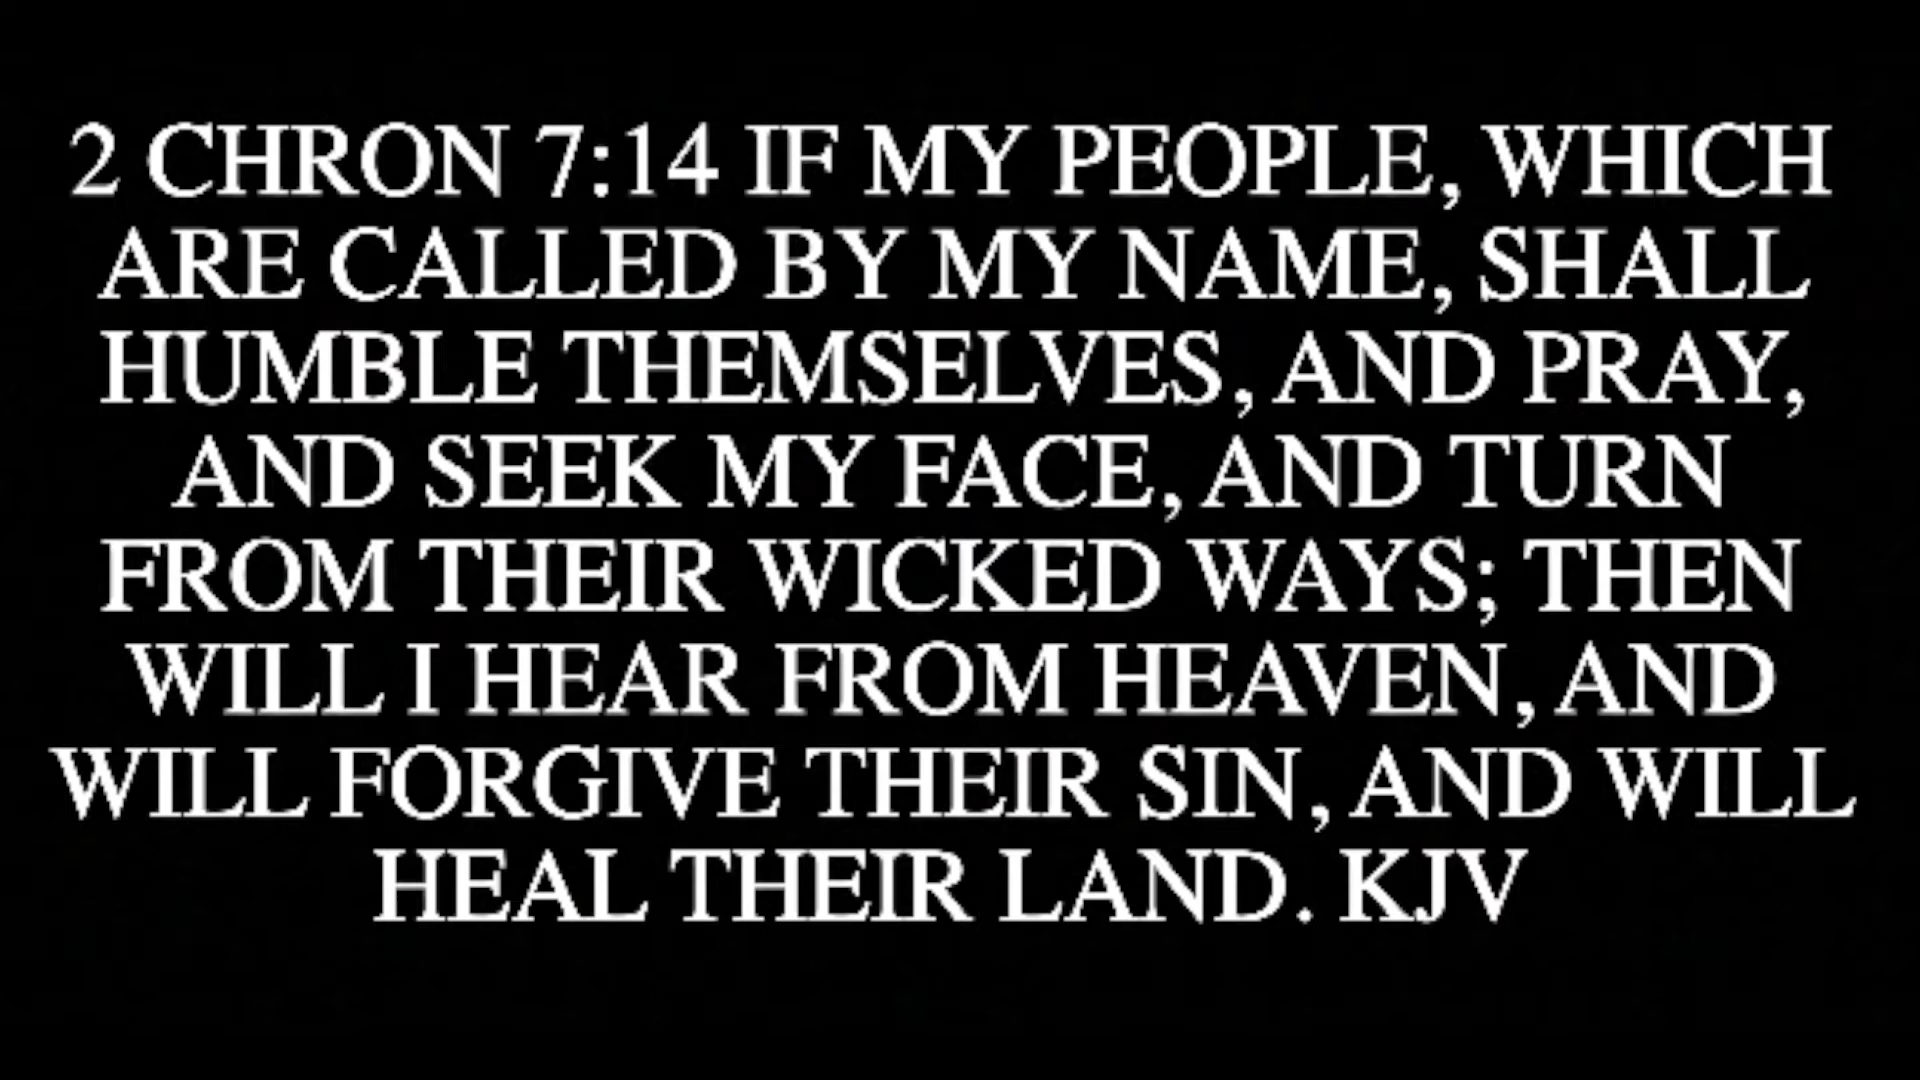 2 CHRON 7:14 IF MY PEOPLE, WHICH
ARE CALLED BY MY NAME, SHALL
HUMBLE THEMSELVES, AND PRAY,
AND SEEK MY FACE, AND TURN
FROM THEIR WICKED WAYS; THEN
WILL I HEAR FROM HEAVEN, AND
WILL FORGIVE THEIR SIN, AND WILL
HEAL THEIR LAND. KJV